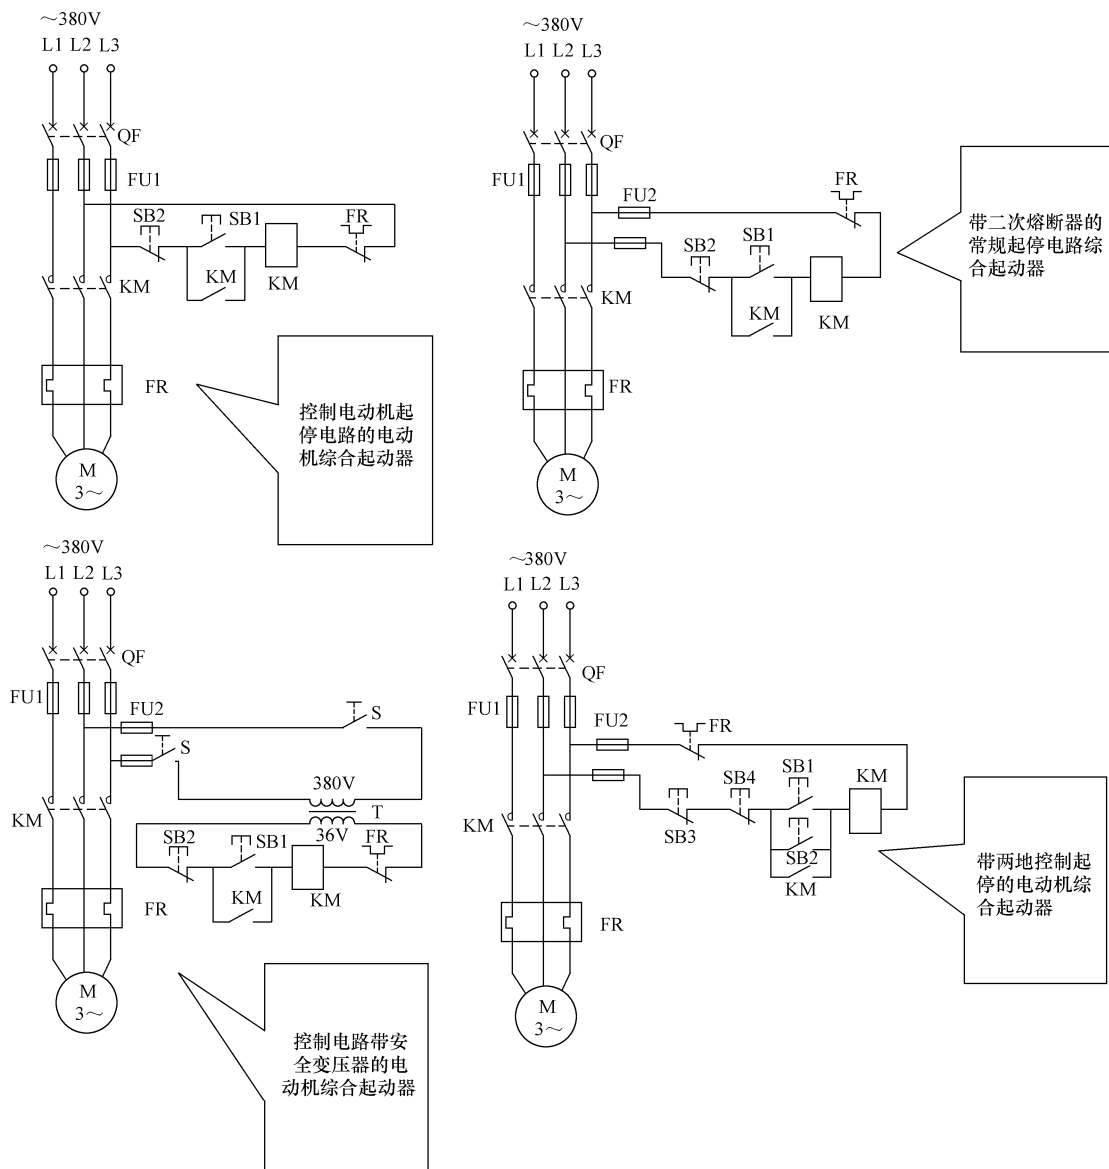 ～380V
L1 L2 L3
QF
FU1
SB2 SB1 FR
KM KM
KM
FR
M
3～
控制电动机起
停电路的电动
机综合起动器
～380V
L1 L2 L3
QF
FU1
FU2 FR
SB2 SB1
KM
KM KM
FR
M
3～
带二次熔断器的
常规起停电路综
合起动器
～380V
L1 L2 L3
QF
FU1
FU2 S
S
380V
T
36V
KM
SB2 SB1 FR
KM KM
FR
M
3～
控制电路带安
全变压器的电
动机综合起动器
～380V
L1 L2 L3
QF
FU1
FU2 FR
SB4 SB1 KM
KM
SB3 SB2
KM
FR
M
3～
带两地控制起
停的电动机综
合起动器